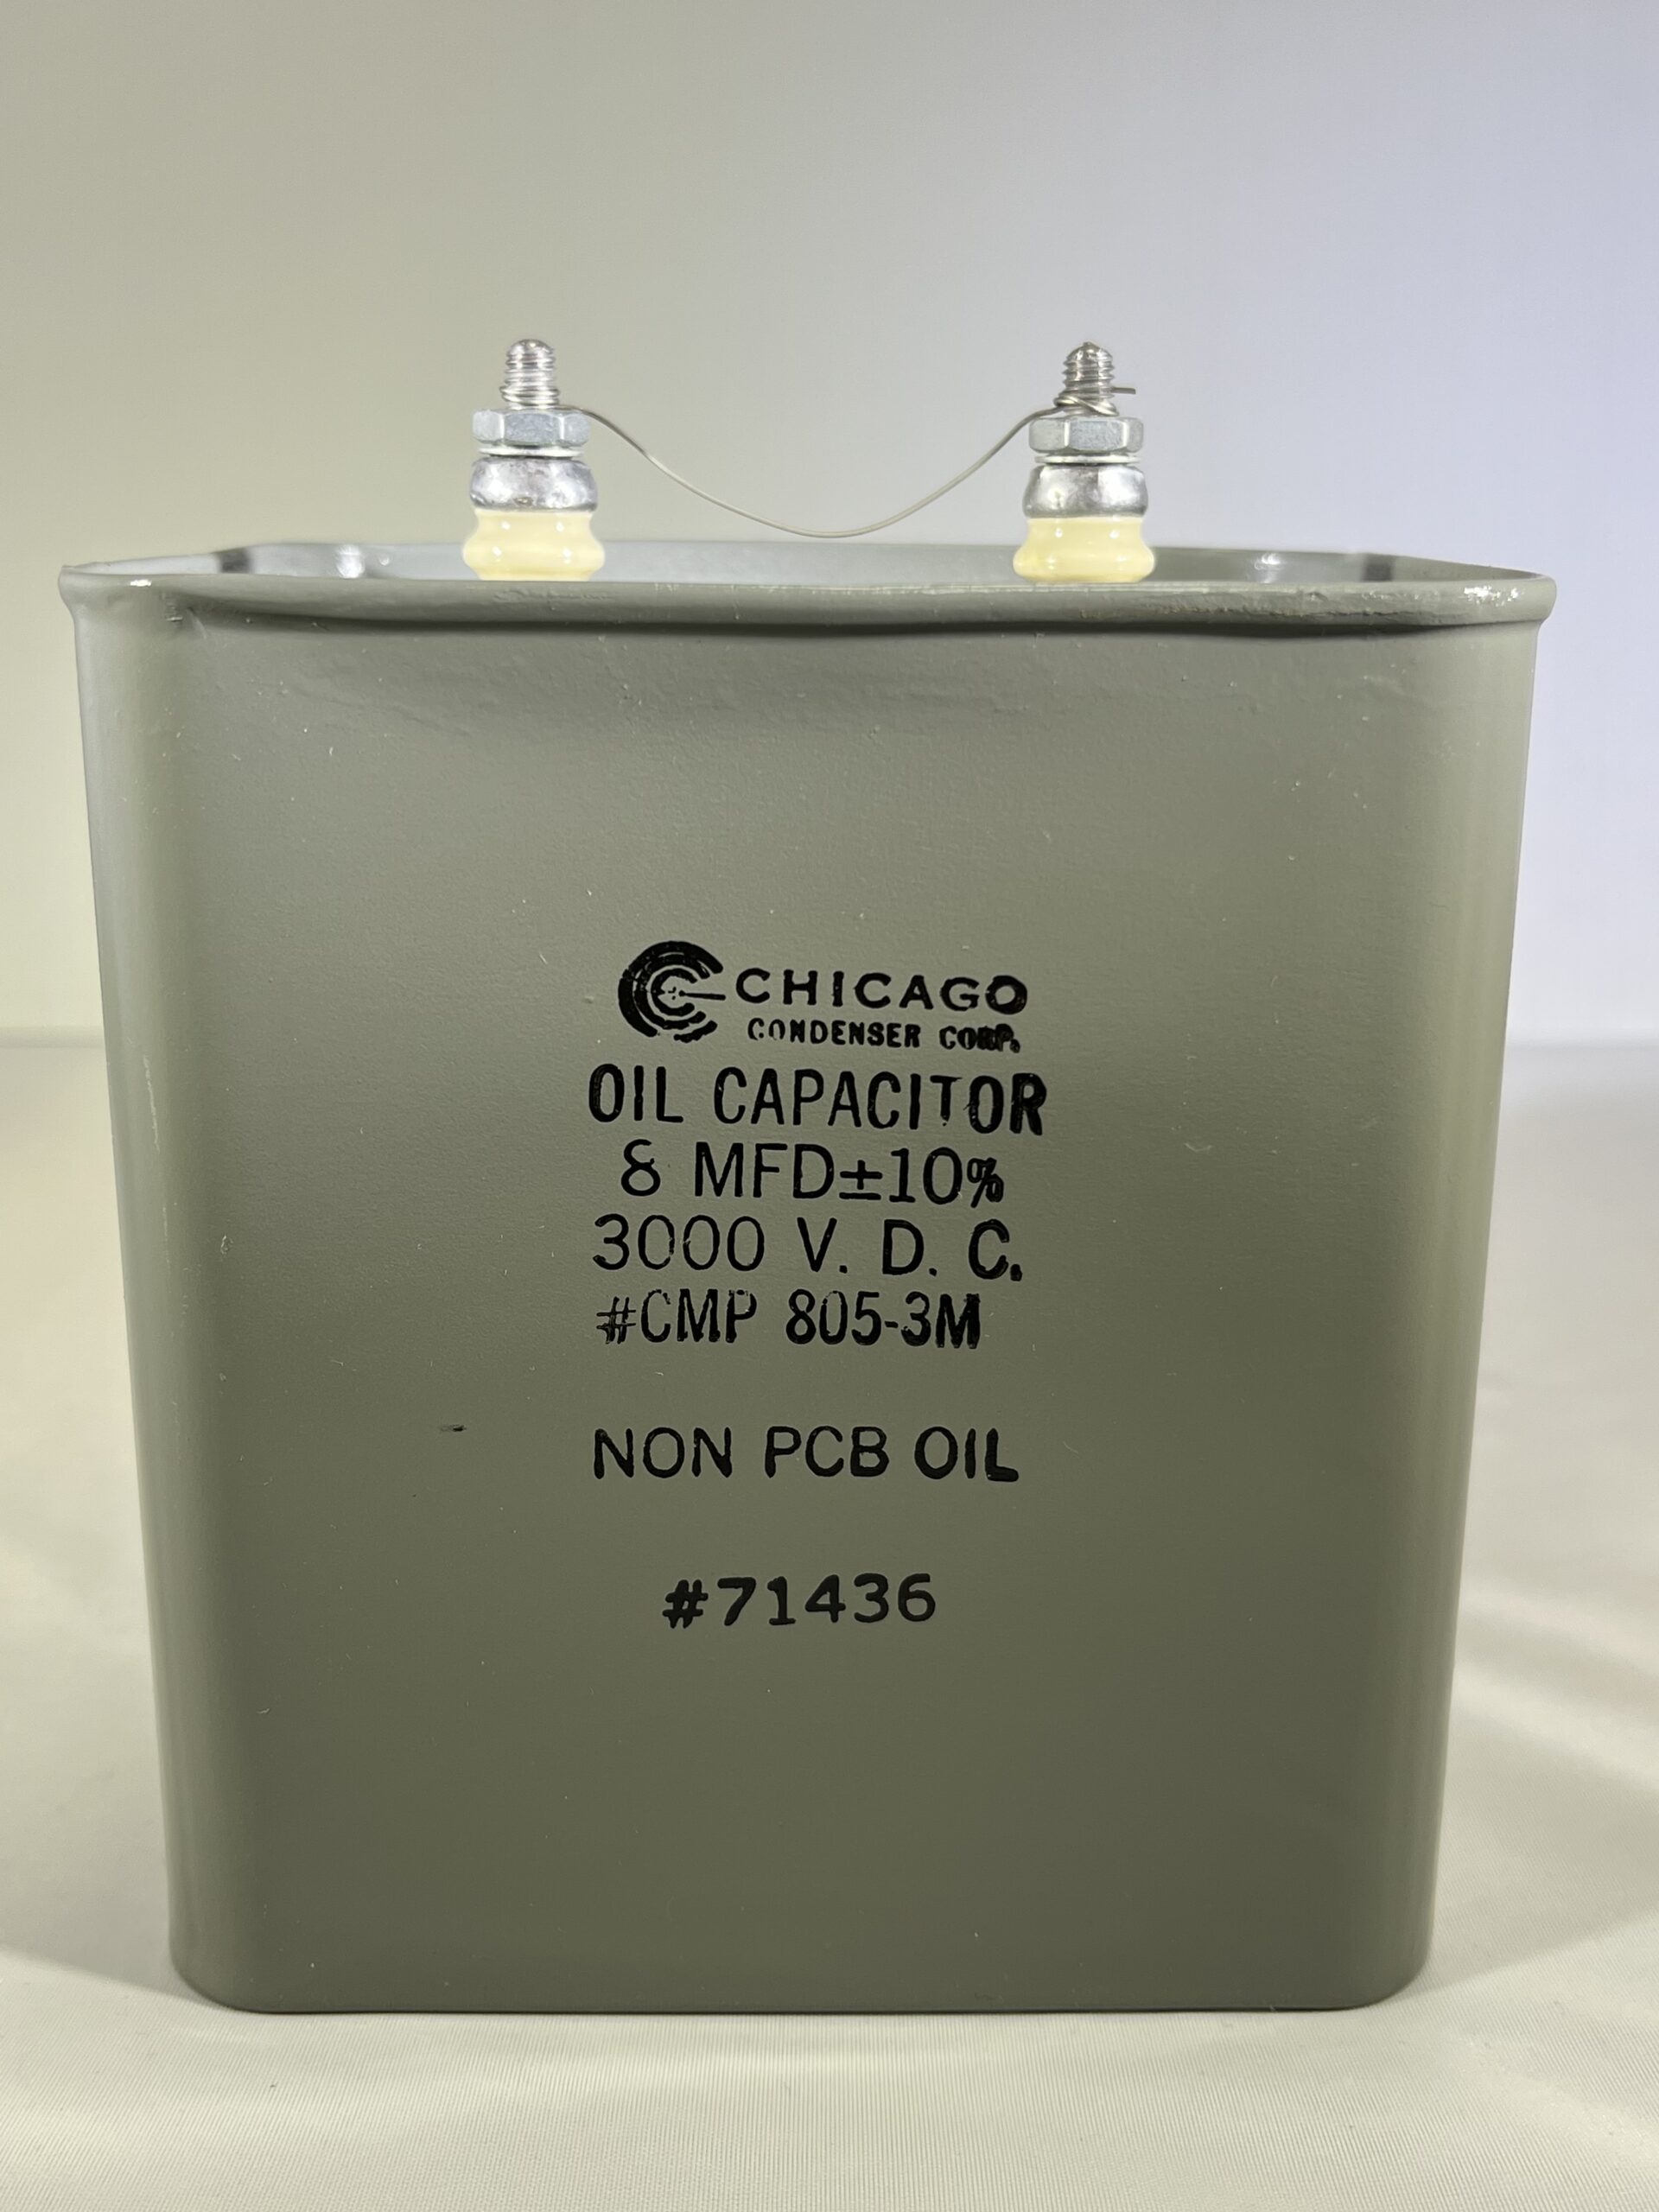 CHICAGO
CONDENSER CORP.
OIL CAPACITOR
8 MFD±10%
3000 V. D. C.
#CMP 805-3M
NON PCB OIL
#71436